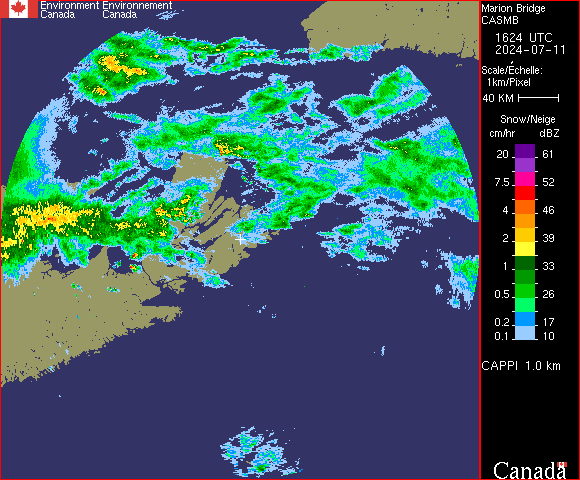 Environment Environnement
Canada Canada
Marion Bridge
CASMB
1624 UTC
2024-07-11
Scale/Échelle:
1km/Pixel
40 KM
Snow/Neige
cm/hr dBZ
20 61
7.5 52
4 46
2 39
1 33
0.5 26
0.2 17
0.1 10
CAPPI 1.0 km
Canada